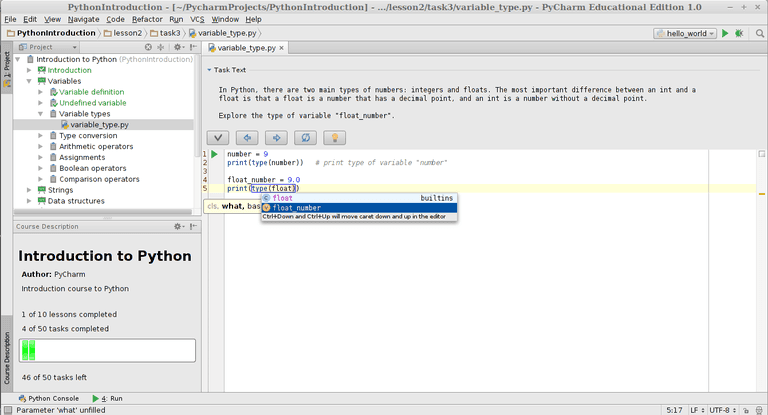 PythonIntroduction - [~/PycharmProjects/PythonIntroduction] - .../lesson2/task3/variable_type.py - PyCharm Educational Edition 1.0
File Edit View Navigate Code Refactor Run VCS Window Help
PythonIntroduction lesson2 task3 variable_type.py hello_world
1: Project
Project
Introduction to Python (PythonIntroduction)
Introduction
Variables
Variable definition
Undefined variable
Variable types
variable_type.py
Type conversion
Arithmetic operators
Assignments
Boolean operators
Comparison operators
Strings
Data structures
Course Description
Course Description
Introduction to Python
Author: PyCharm
Introduction course to Python
1 of 10 lessons completed
4 of 50 tasks completed
46 of 50 tasks left
variable_type.py
Task Text
In Python, there are two main types of numbers: integers and floats. The most important difference between an int and a
float is that a float is a number that has a decimal point, and an int is a number without a decimal point.
Explore the type of variable "float_number".
1 number = 9
2 print(type(number)) # print type of variable "number"
3
4 float_number = 9.0
5 print(type(float))
float builtins
float_number
cls, what, bas
Ctrl+Down and Ctrl+Up will move caret down and up in the editor
Python Console 4: Run
Parameter 'what' unfilled 5:17 LF UTF-8